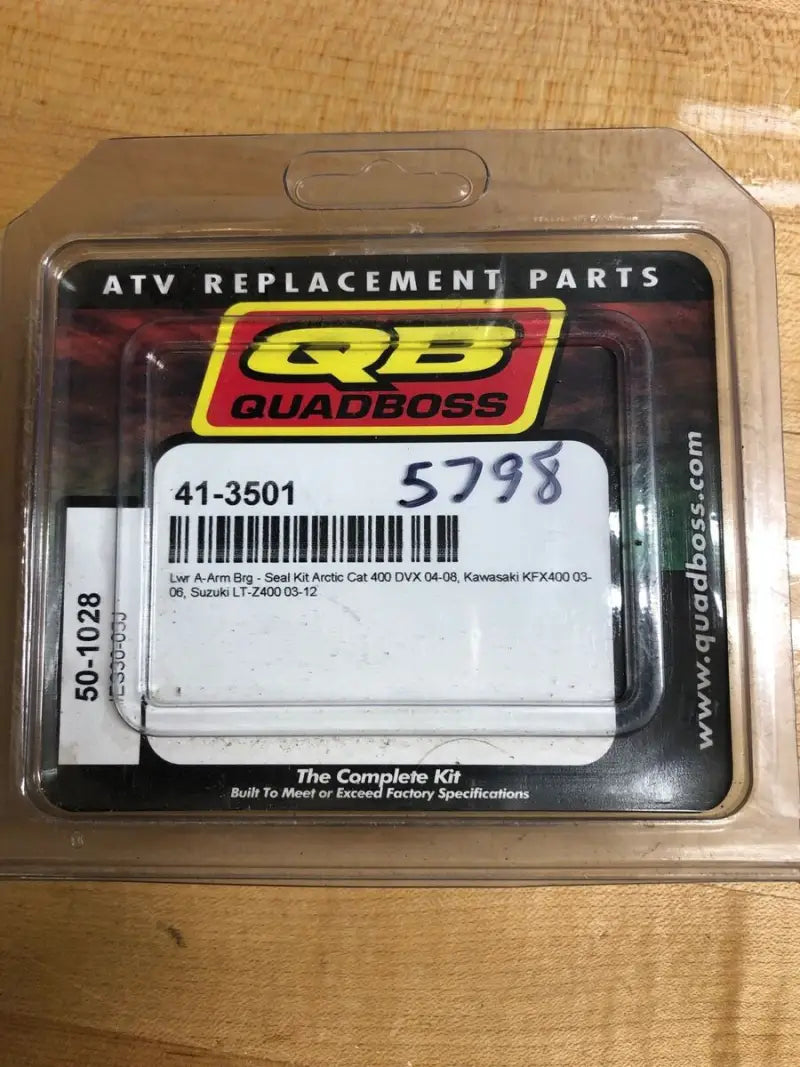 ATV REPLACEMENT PARTS
QB
QUADBOSS
41-3501
5798
Lwr A-Arm Brg - Seal Kit Arctic Cat 400 DVX 04-08, Kawasaki KFX400 03-
06, Suzuki LT-Z400 03-12
50-1028
www.quadboss.com
The Complete Kit
Built To Meet or Exceed Factory Specifications